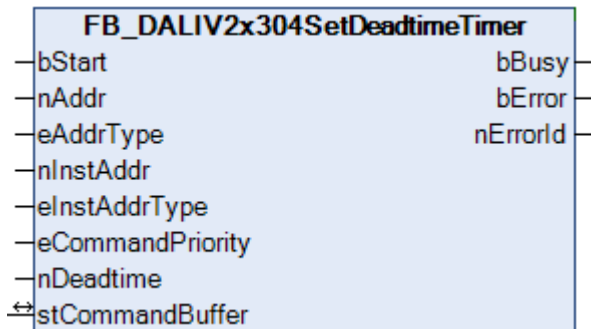 FB_DALIV2x304SetDeadtimeTimer
bStart bBusy
nAddr bError
eAddrType nErrorId
nInstAddr
eInstAddrType
eCommandPriority
nDeadtime
stCommandBuffer